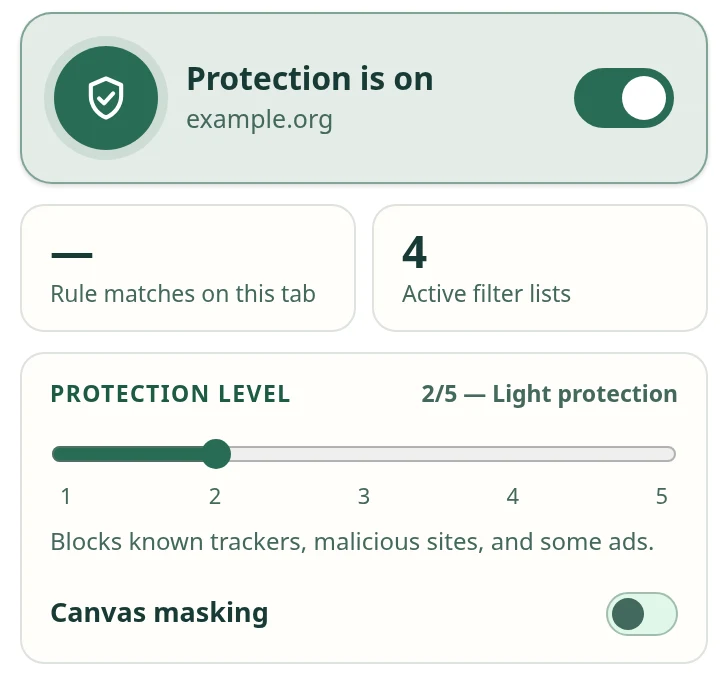 Protection is on
example.org
—
Rule matches on this tab
4
Active filter lists
PROTECTION LEVEL
2/5 — Light protection
1 2 3 4 5
Blocks known trackers, malicious sites, and some ads.
Canvas masking